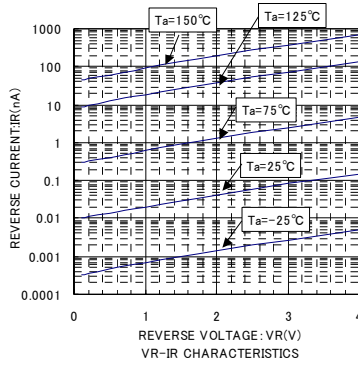 Ta=150℃
Ta=125℃
Ta=75℃
Ta=25℃
Ta=-25℃
1000
100
10
1
0.1
0.01
0.001
0.0001
REVERSE CURRENT:IR(nA)
0 1 2 3 4
REVERSE VOLTAGE:VR(V)
VR-IR CHARACTERISTICS